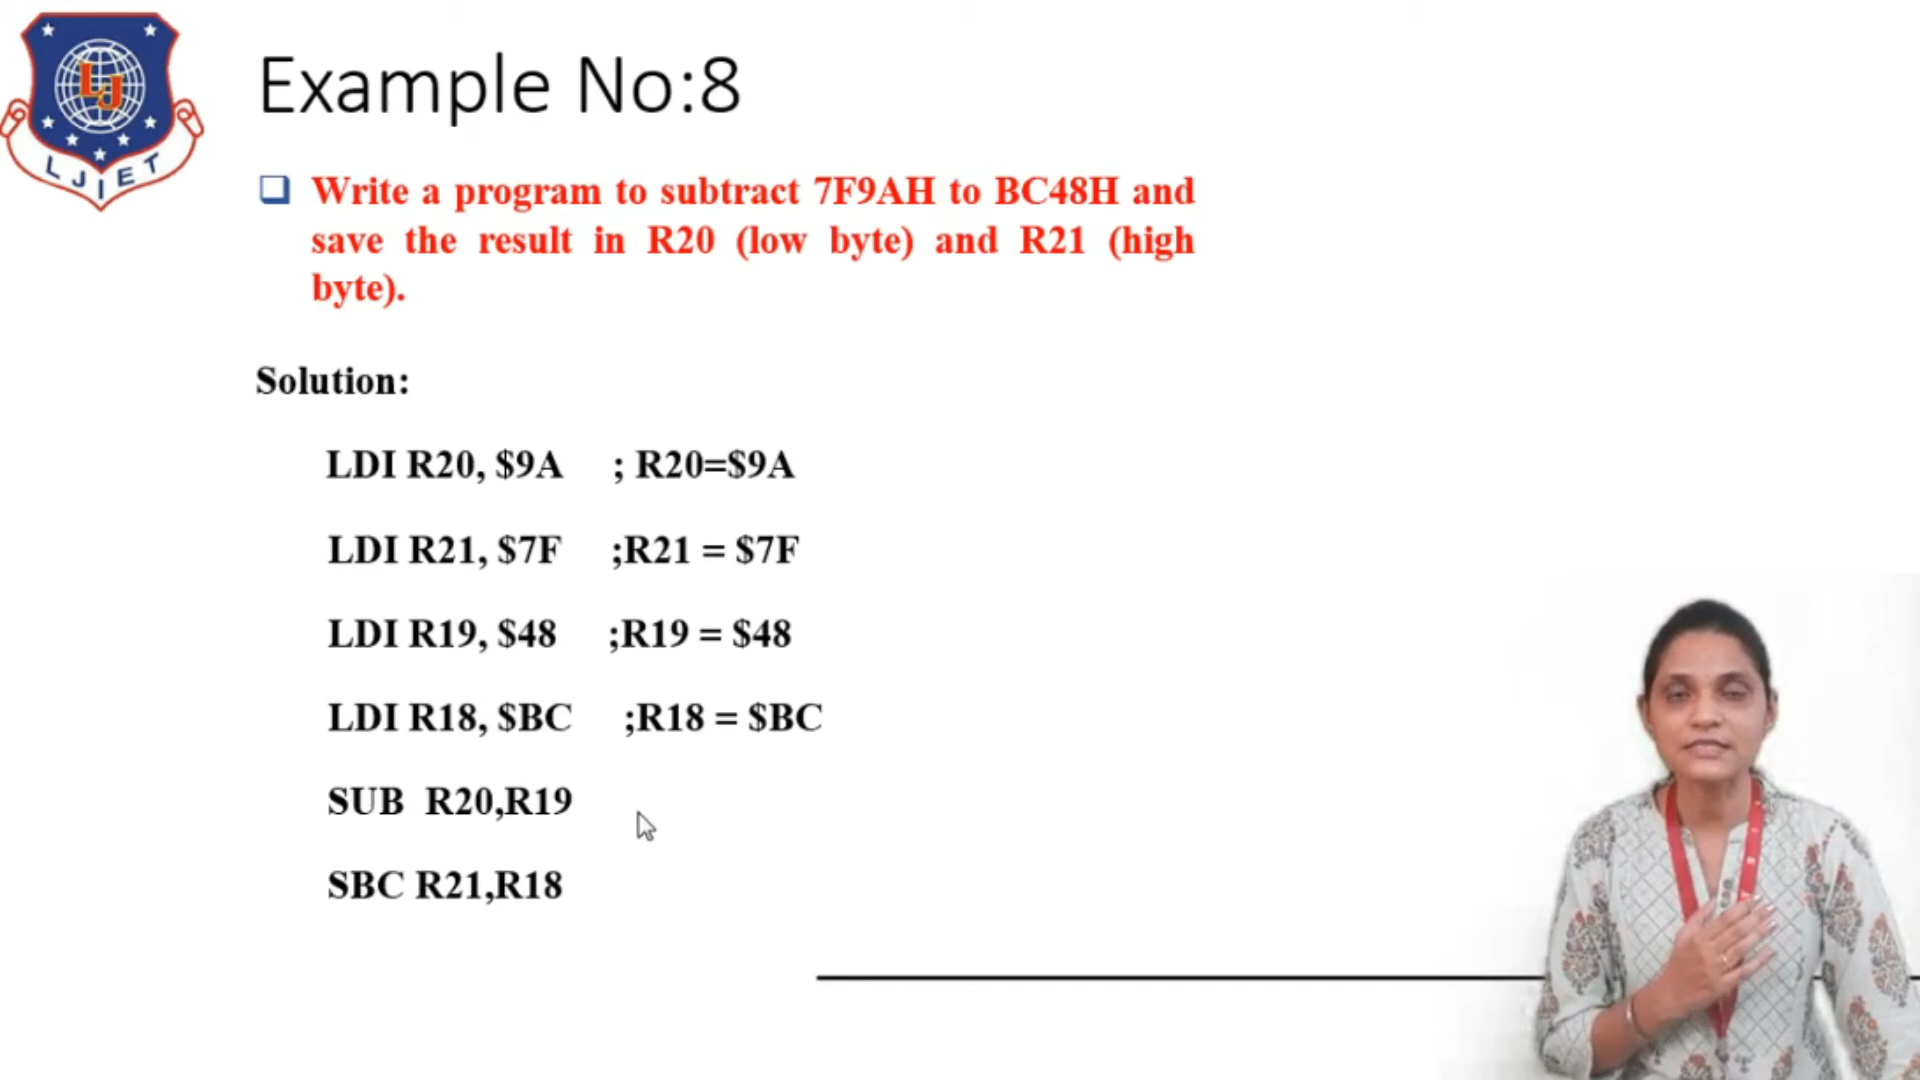 LJ
LJIET
Example No:8
Write a program to subtract 7F9AH to BC48H and
save the result in R20 (low byte) and R21 (high
byte).
Solution:
LDI R20, $9A ; R20=$9A
LDI R21, $7F ;R21 = $7F
LDI R19, $48 ;R19 = $48
LDI R18, $BC ;R18 = $BC
SUB R20,R19
SBC R21,R18